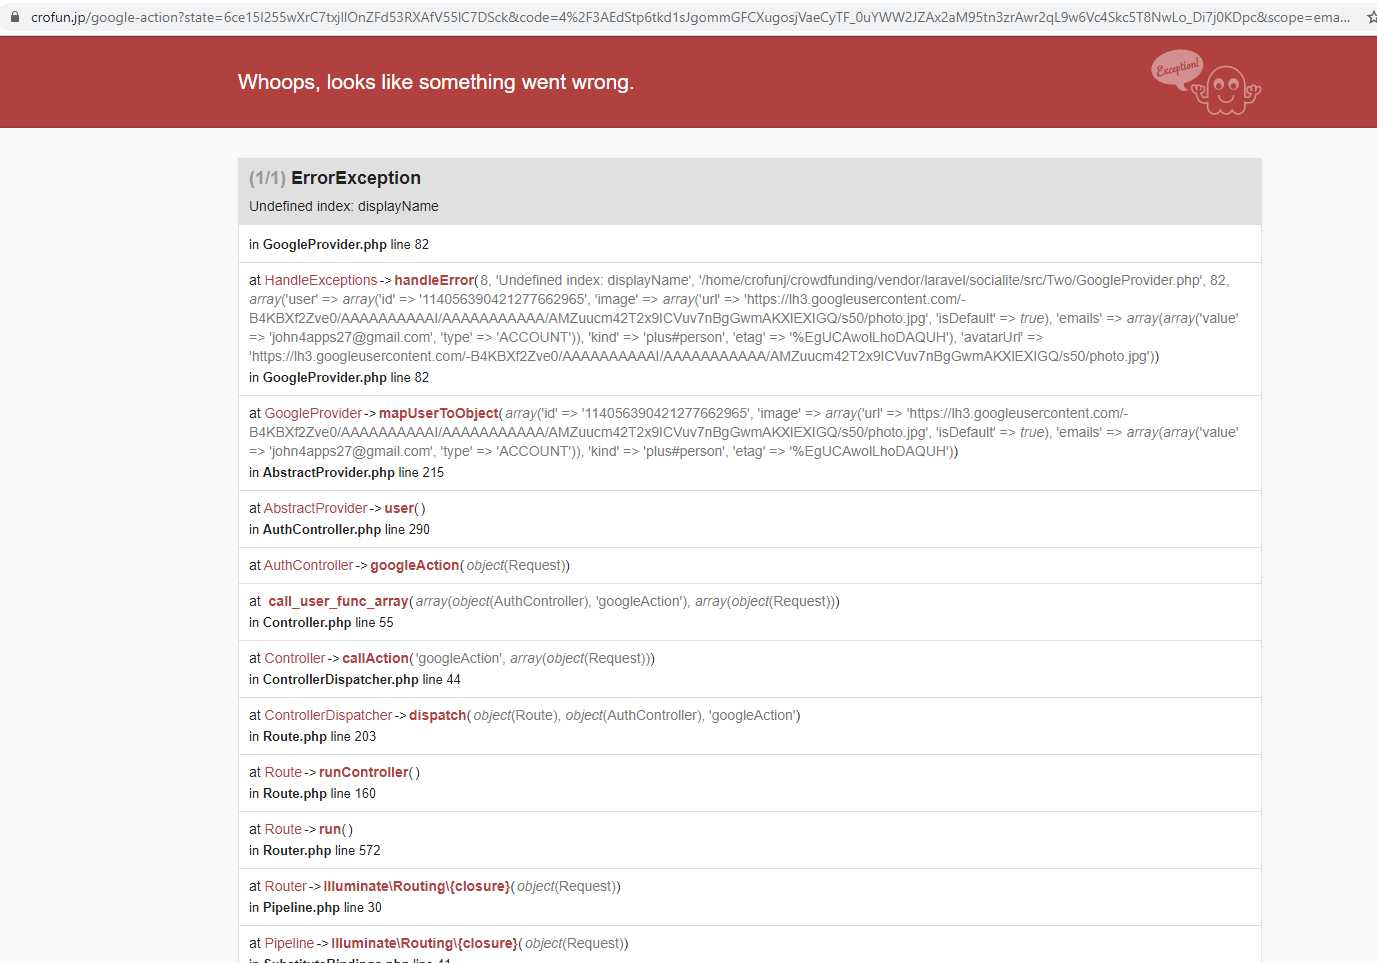 crofun.jp/google-action?state=6ce15I255wXrC7txjIlOnZFd53RXAfV55IC7DSck&code=4%2F3AEdStp6tkd1sJgommGFCXugosjVaeCyTF_0uYWW2JZAx2aM95tn3zrAwr2qL9w6Vc4Skc5T8NwLo_Di7j0KDpc&scope=ema...
Whoops, looks like something went wrong.
Exception!
(1/1) ErrorException
Undefined index: displayName
in GoogleProvider.php line 82
at HandleExceptions->handleError(8, 'Undefined index: displayName', '/home/crofunj/crowdfunding/vendor/laravel/socialite/src/Two/GoogleProvider.php', 82,
array('user' => array('id' => '114056390421277662965', 'image' => array('url' => 'https://lh3.googleusercontent.com/-
B4KBXf2Zve0/AAAAAAAAAAI/AAAAAAAAAAA/AMZuucm42T2x9ICVuv7nBgGwmAKXIEXIGQ/s50/photo.jpg', 'isDefault' => true), 'emails' => array(array('value'
=> 'john4apps27@gmail.com', 'type' => 'ACCOUNT')), 'kind' => 'plus#person', 'etag' => '%EgUCAwolLhoDAQUH'), 'avatarUrl' =>
'https://lh3.googleusercontent.com/-B4KBXf2Zve0/AAAAAAAAAAI/AAAAAAAAAAA/AMZuucm42T2x9ICVuv7nBgGwmAKXIEXIGQ/s50/photo.jpg'))
in GoogleProvider.php line 82
at GoogleProvider->mapUserToObject(array('id' => '114056390421277662965', 'image' => array('url' => 'https://lh3.googleusercontent.com/-
B4KBXf2Zve0/AAAAAAAAAAI/AAAAAAAAAAA/AMZuucm42T2x9ICVuv7nBgGwmAKXIEXIGQ/s50/photo.jpg', 'isDefault' => true), 'emails' => array(array('value'
=> 'john4apps27@gmail.com', 'type' => 'ACCOUNT')), 'kind' => 'plus#person', 'etag' => '%EgUCAwolLhoDAQUH'))
in AbstractProvider.php line 215
at AbstractProvider->user()
in AuthController.php line 290
at AuthController->googleAction(object(Request))
at call_user_func_array(array(object(AuthController), 'googleAction'), array(object(Request)))
in Controller.php line 55
at Controller->callAction('googleAction', array(object(Request)))
in ControllerDispatcher.php line 44
at ControllerDispatcher->dispatch(object(Route), object(AuthController), 'googleAction')
in Route.php line 203
at Route->runController()
in Route.php line 160
at Route->run()
in Router.php line 572
at Router->Illuminate\Routing\{closure}(object(Request))
in Pipeline.php line 30
at Pipeline->Illuminate\Routing\{closure}(object(Request))
in SubstituteBindings.php line 41